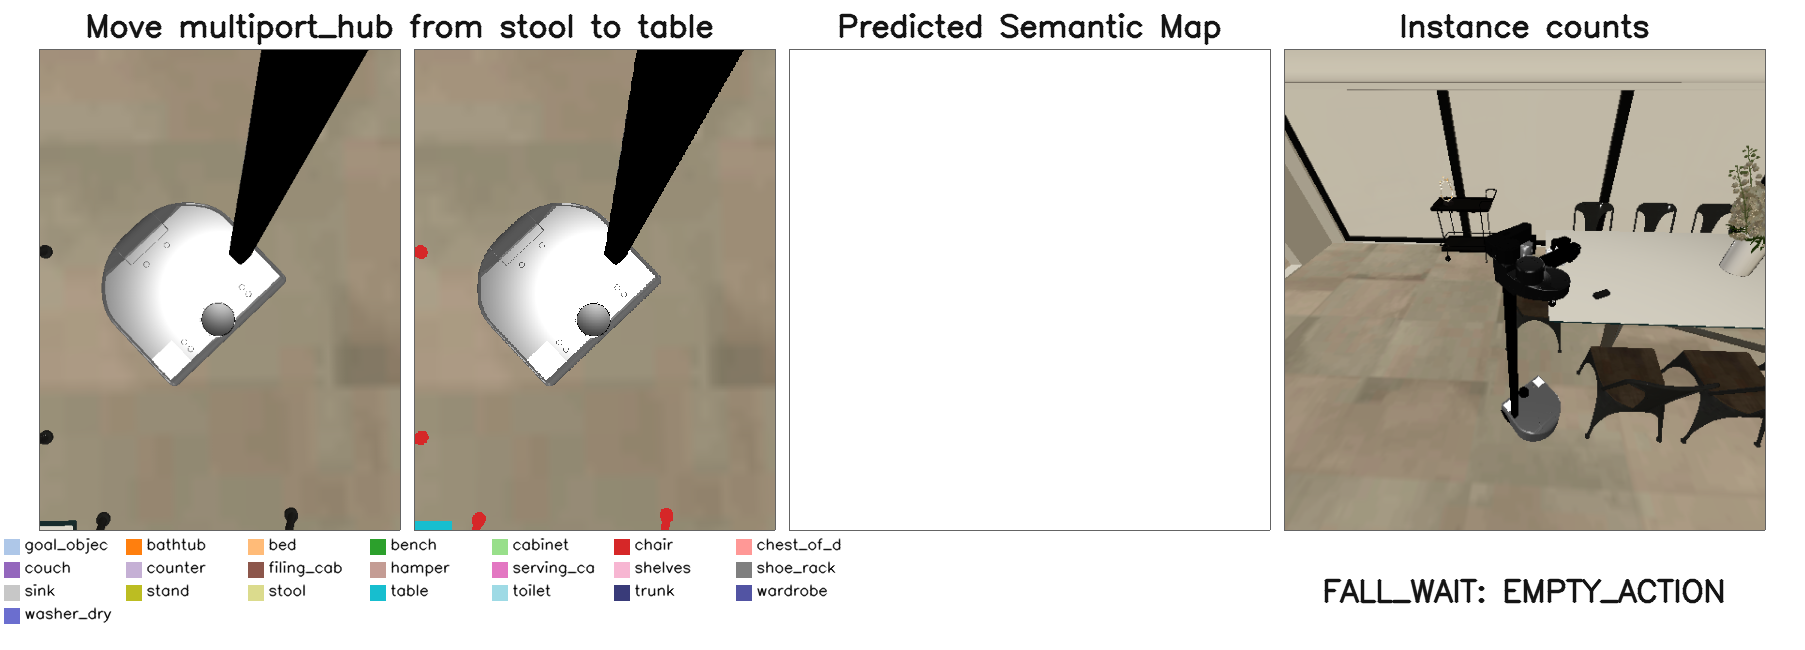 Move multiport_hub from stool to table
Predicted Semantic Map
Instance counts
goal_objec bathtub bed bench cabinet chair chest_of_d
couch counter filing_cab hamper serving_ca shelves shoe_rack
sink stand stool table toilet trunk wardrobe
washer_dry
FALL_WAIT: EMPTY_ACTION